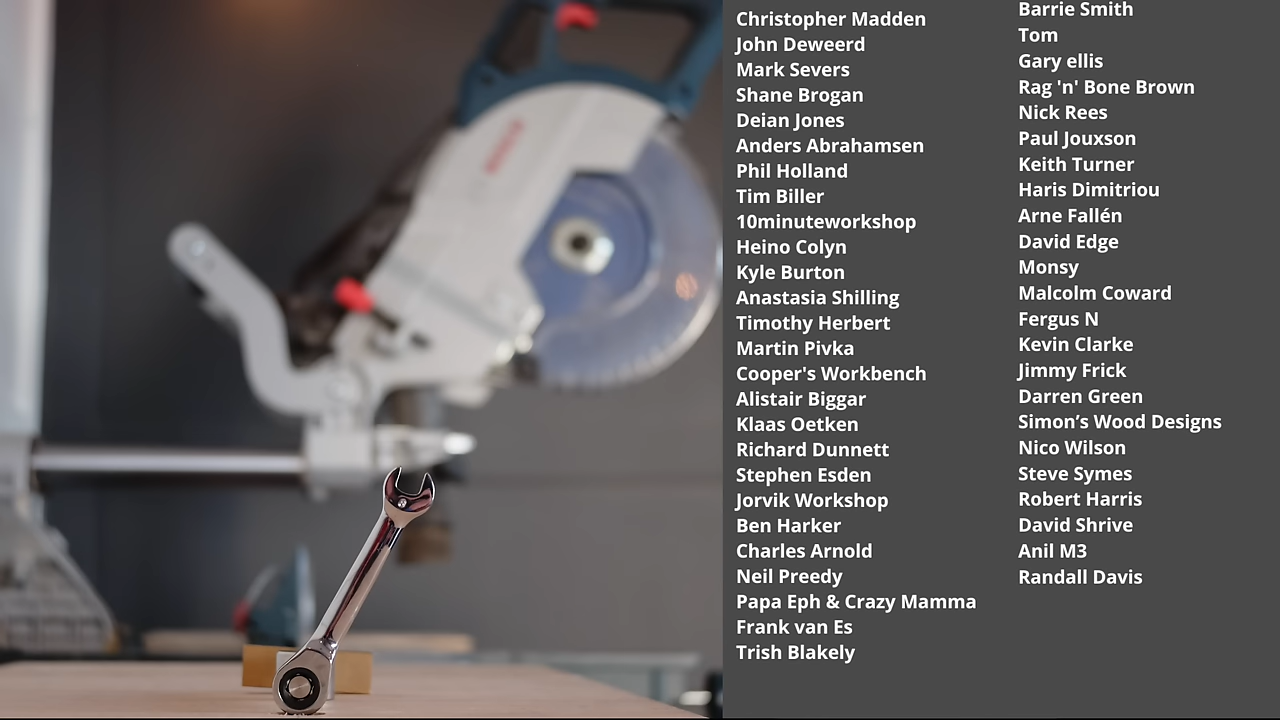 Christopher Madden
John Deweerd
Mark Severs
Shane Brogan
Deian Jones
Anders Abrahamsen
Phil Holland
Tim Biller
10minuteworkshop
Heino Colyn
Kyle Burton
Anastasia Shilling
Timothy Herbert
Martin Pivka
Cooper's Workbench
Alistair Biggar
Klaas Oetken
Richard Dunnett
Stephen Esden
Jorvik Workshop
Ben Harker
Charles Arnold
Neil Preedy
Papa Eph & Crazy Mamma
Frank van Es
Trish Blakely
Barrie Smith
Tom
Gary ellis
Rag 'n' Bone Brown
Nick Rees
Paul Jouxson
Keith Turner
Haris Dimitriou
Arne Fallén
David Edge
Monsy
Malcolm Coward
Fergus N
Kevin Clarke
Jimmy Frick
Darren Green
Simon’s Wood Designs
Nico Wilson
Steve Symes
Robert Harris
David Shrive
Anil M3
Randall Davis